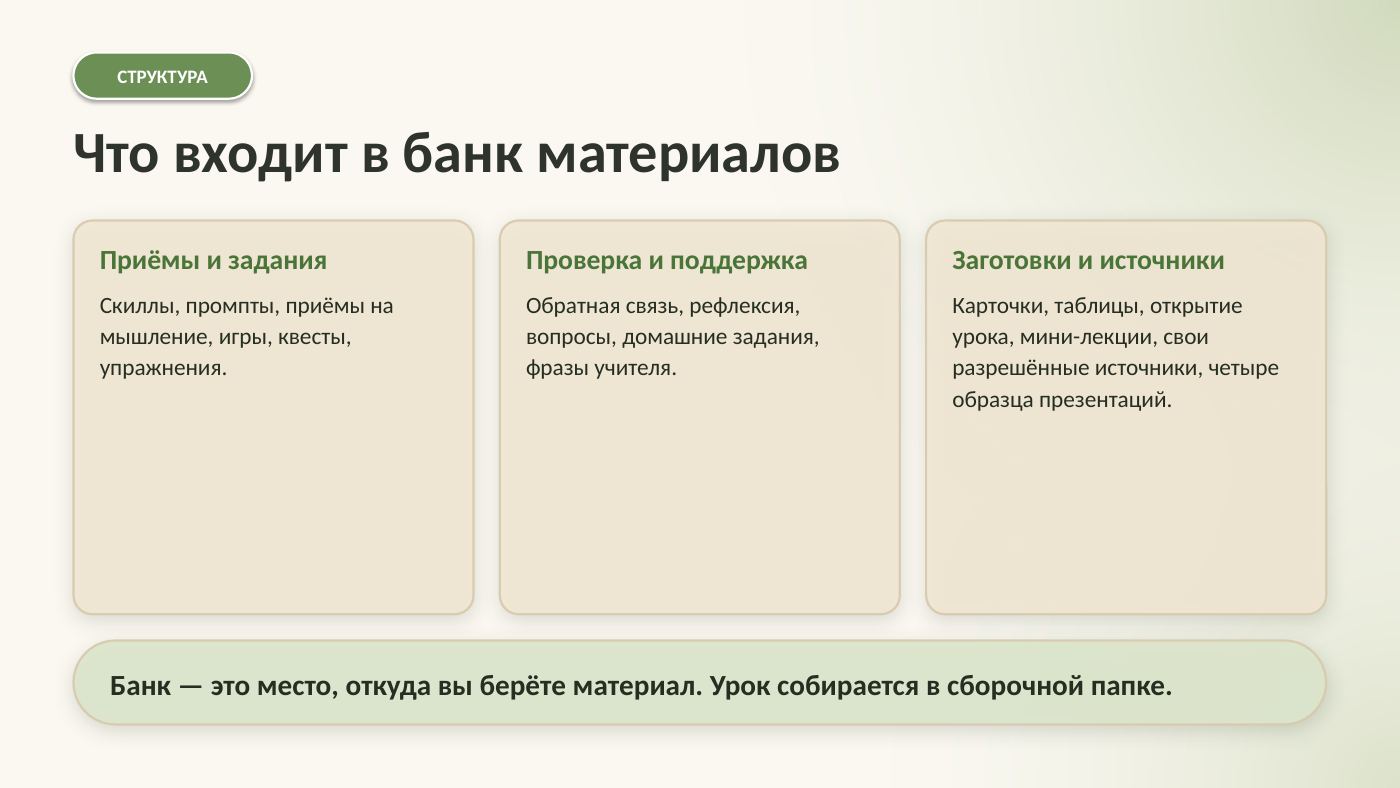 СТРУКТУРА
Что входит в банк материалов
Приёмы и задания
Скиллы, промпты, приёмы на
мышление, игры, квесты,
упражнения.
Проверка и поддержка
Обратная связь, рефлексия,
вопросы, домашние задания,
фразы учителя.
Заготовки и источники
Карточки, таблицы, открытие
урока, мини-лекции, свои
разрешённые источники, четыре
образца презентаций.
Банк — это место, откуда вы берёте материал. Урок собирается в сборочной папке.